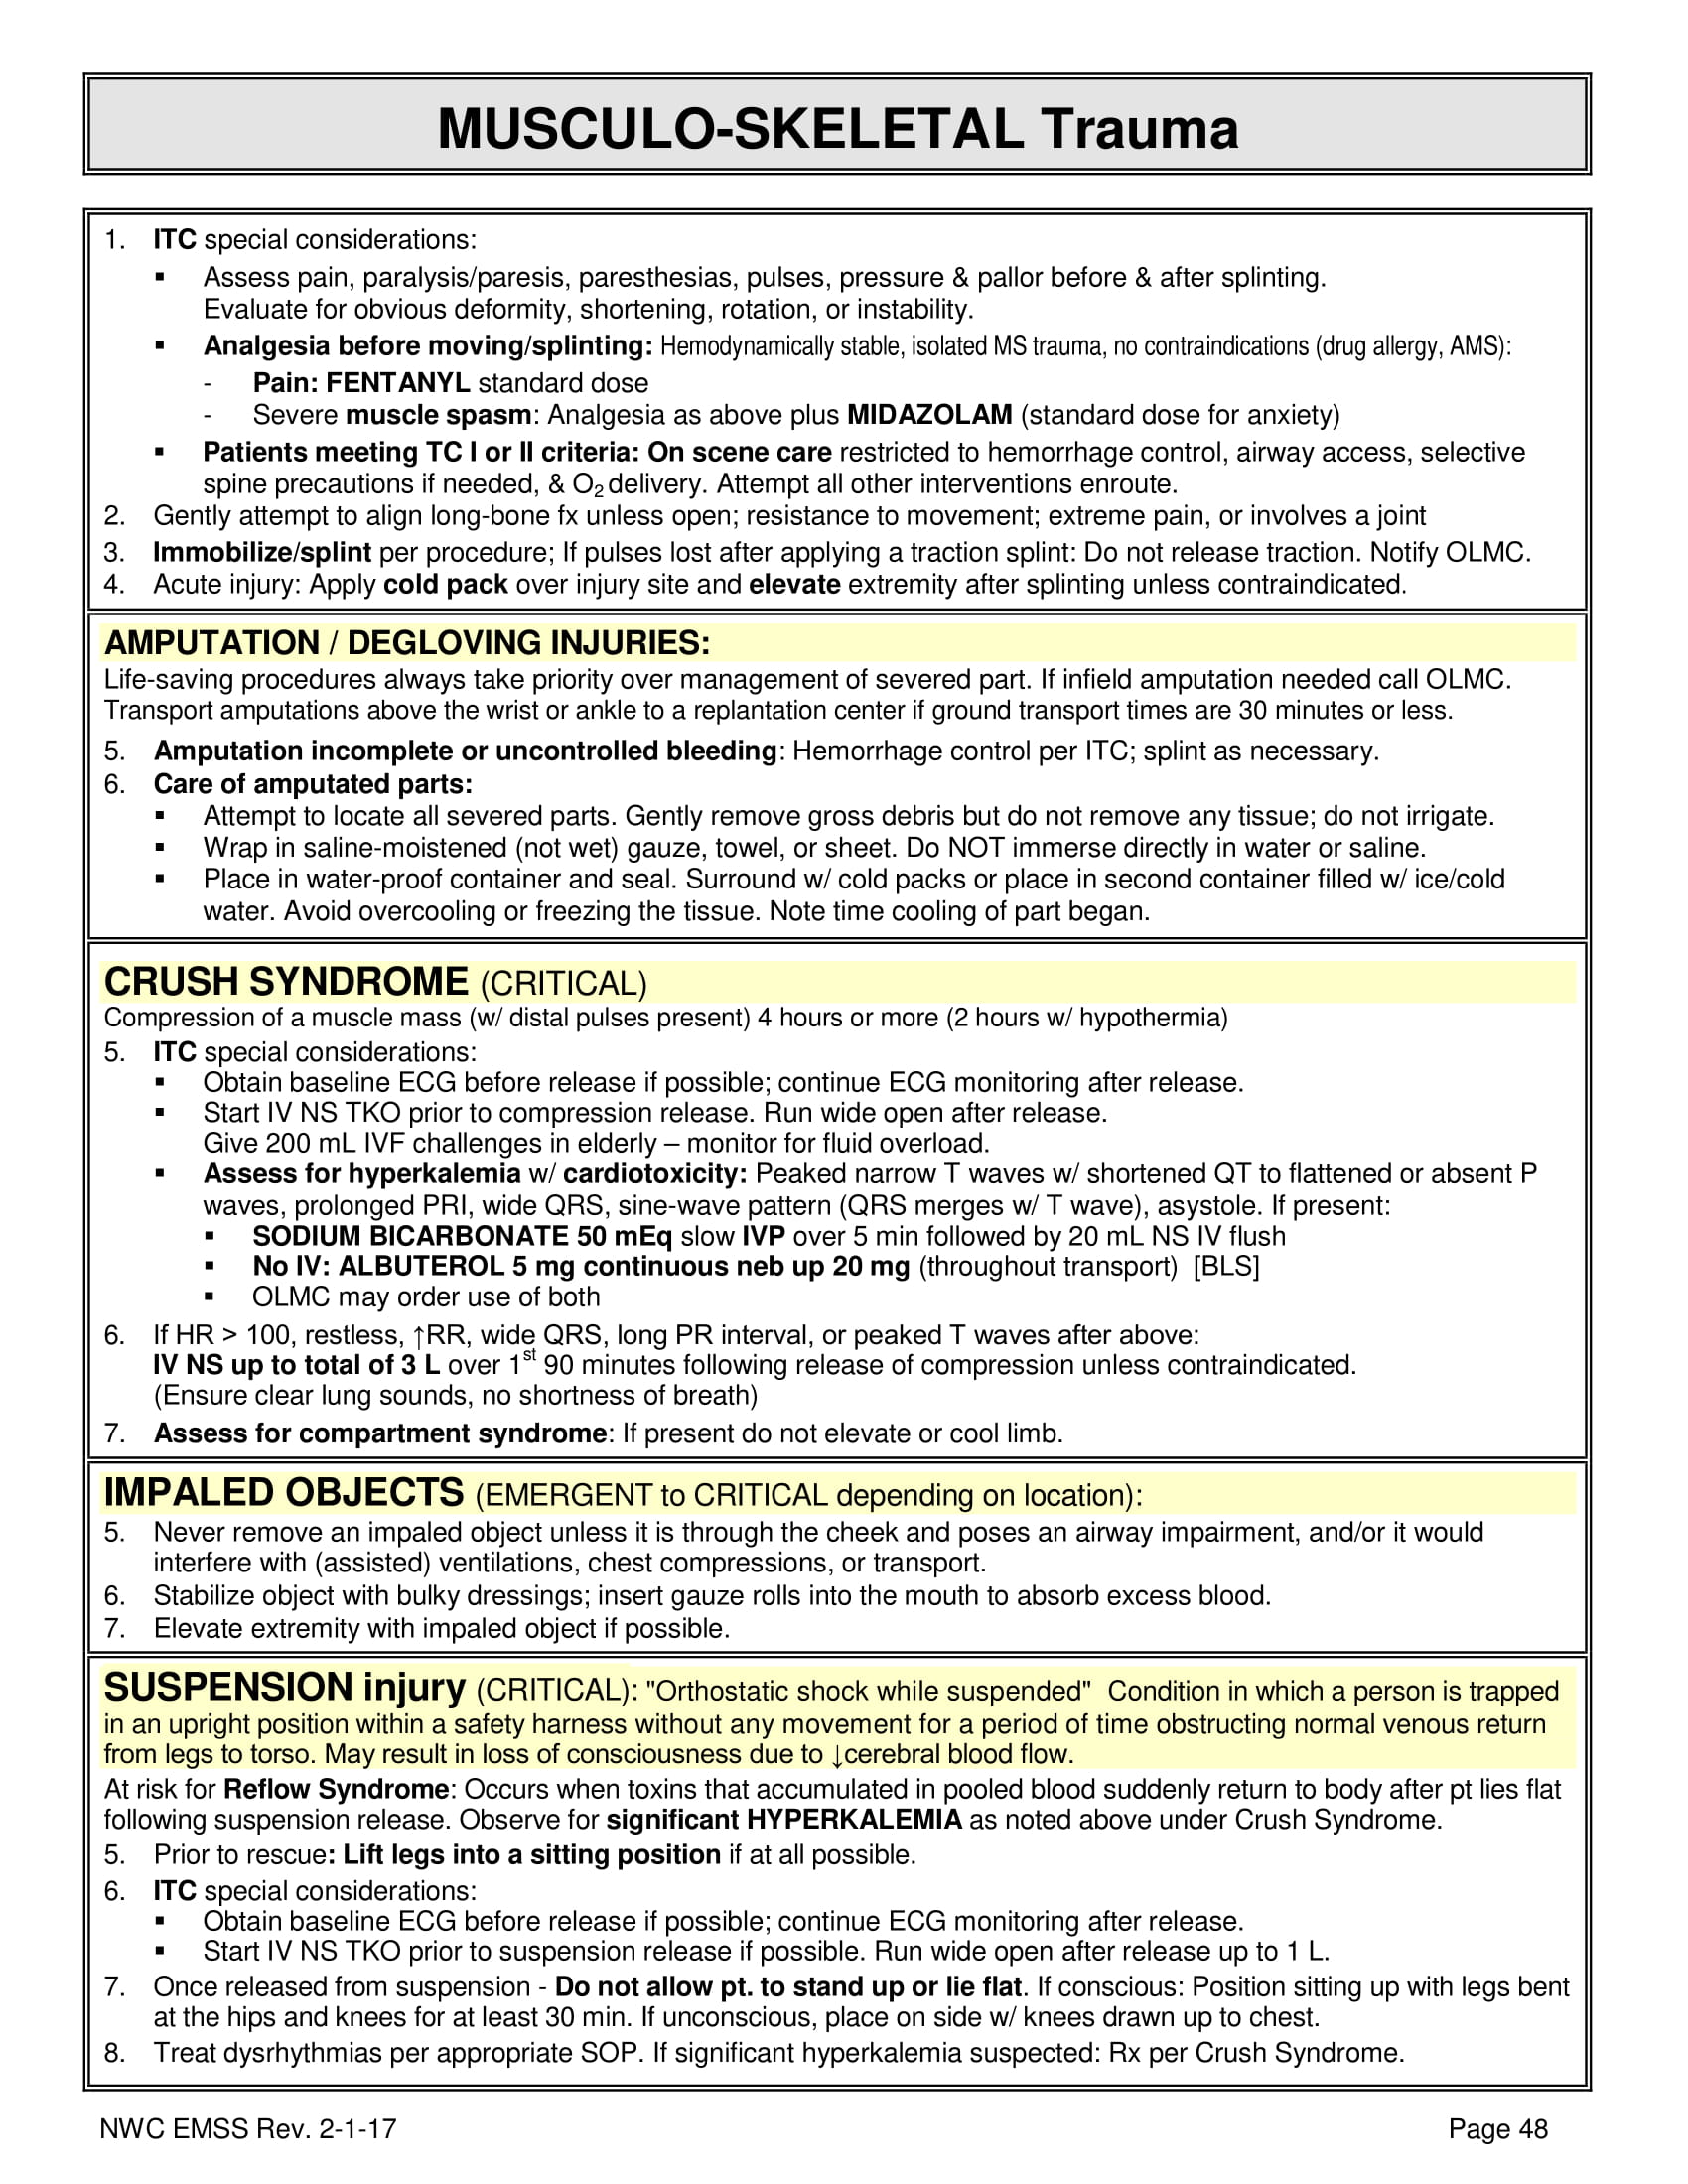 MUSCULO-SKELETAL Trauma
1. ITC special considerations:
▪ Assess pain, paralysis/paresis, paresthesias, pulses, pressure & pallor before & after splinting.
Evaluate for obvious deformity, shortening, rotation, or instability.
▪ Analgesia before moving/splinting: Hemodynamically stable, isolated MS trauma, no contraindications (drug allergy, AMS):
- Pain: FENTANYL standard dose
- Severe muscle spasm: Analgesia as above plus MIDAZOLAM (standard dose for anxiety)
▪ Patients meeting TC I or II criteria: On scene care restricted to hemorrhage control, airway access, selective
spine precautions if needed, & O2 delivery. Attempt all other interventions enroute.
2. Gently attempt to align long-bone fx unless open; resistance to movement; extreme pain, or involves a joint
3. Immobilize/splint per procedure; If pulses lost after applying a traction splint: Do not release traction. Notify OLMC.
4. Acute injury: Apply cold pack over injury site and elevate extremity after splinting unless contraindicated.
AMPUTATION / DEGLOVING INJURIES:
Life-saving procedures always take priority over management of severed part. If infield amputation needed call OLMC.
Transport amputations above the wrist or ankle to a replantation center if ground transport times are 30 minutes or less.
5. Amputation incomplete or uncontrolled bleeding: Hemorrhage control per ITC; splint as necessary.
6. Care of amputated parts:
▪ Attempt to locate all severed parts. Gently remove gross debris but do not remove any tissue; do not irrigate.
▪ Wrap in saline-moistened (not wet) gauze, towel, or sheet. Do NOT immerse directly in water or saline.
▪ Place in water-proof container and seal. Surround w/ cold packs or place in second container filled w/ ice/cold
water. Avoid overcooling or freezing the tissue. Note time cooling of part began.
CRUSH SYNDROME (CRITICAL)
Compression of a muscle mass (w/ distal pulses present) 4 hours or more (2 hours w/ hypothermia)
5. ITC special considerations:
▪ Obtain baseline ECG before release if possible; continue ECG monitoring after release.
▪ Start IV NS TKO prior to compression release. Run wide open after release.
Give 200 mL IVF challenges in elderly – monitor for fluid overload.
▪ Assess for hyperkalemia w/ cardiotoxicity: Peaked narrow T waves w/ shortened QT to flattened or absent P
waves, prolonged PRI, wide QRS, sine-wave pattern (QRS merges w/ T wave), asystole. If present:
▪ SODIUM BICARBONATE 50 mEq slow IVP over 5 min followed by 20 mL NS IV flush
▪ No IV: ALBUTEROL 5 mg continuous neb up 20 mg (throughout transport) [BLS]
▪ OLMC may order use of both
6. If HR > 100, restless, ↑RR, wide QRS, long PR interval, or peaked T waves after above:
IV NS up to total of 3 L over 1st 90 minutes following release of compression unless contraindicated.
(Ensure clear lung sounds, no shortness of breath)
7. Assess for compartment syndrome: If present do not elevate or cool limb.
IMPALED OBJECTS (EMERGENT to CRITICAL depending on location):
5. Never remove an impaled object unless it is through the cheek and poses an airway impairment, and/or it would
interfere with (assisted) ventilations, chest compressions, or transport.
6. Stabilize object with bulky dressings; insert gauze rolls into the mouth to absorb excess blood.
7. Elevate extremity with impaled object if possible.
SUSPENSION injury (CRITICAL): "Orthostatic shock while suspended" Condition in which a person is trapped
in an upright position within a safety harness without any movement for a period of time obstructing normal venous return
from legs to torso. May result in loss of consciousness due to ↓cerebral blood flow.
At risk for Reflow Syndrome: Occurs when toxins that accumulated in pooled blood suddenly return to body after pt lies flat
following suspension release. Observe for significant HYPERKALEMIA as noted above under Crush Syndrome.
5. Prior to rescue: Lift legs into a sitting position if at all possible.
6. ITC special considerations:
▪ Obtain baseline ECG before release if possible; continue ECG monitoring after release.
▪ Start IV NS TKO prior to suspension release if possible. Run wide open after release up to 1 L.
7. Once released from suspension - Do not allow pt. to stand up or lie flat. If conscious: Position sitting up with legs bent
at the hips and knees for at least 30 min. If unconscious, place on side w/ knees drawn up to chest.
8. Treat dysrhythmias per appropriate SOP. If significant hyperkalemia suspected: Rx per Crush Syndrome.
NWC EMSS Rev. 2-1-17
Page 48